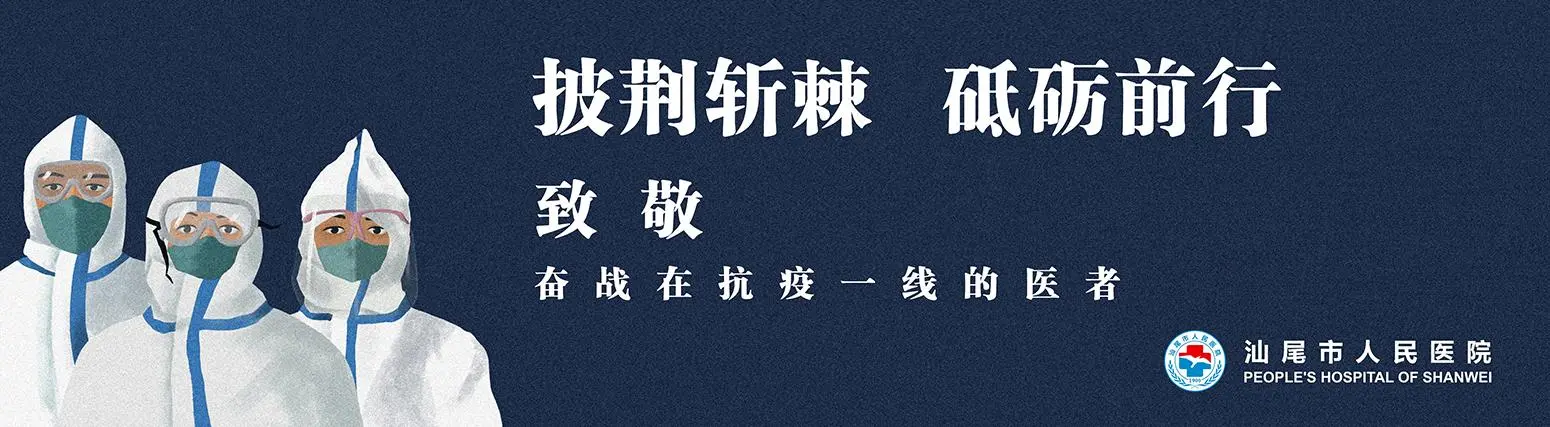 披荆斩棘 砥砺前行
致 敬
奋战在抗疫一线的医者
汕尾市人民医院
1900
汕尾市人民医院
PEOPLE'S HOSPITAL OF SHANWEI